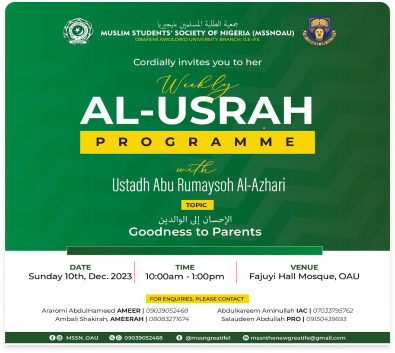 جمعية الطلبة المسلمين بنيجيريا
MUSLIM STUDENTS' SOCIETY OF NIGERIA (MSSNOAU)
OBAFEMI AWOLOWO UNIVERSITY BRANCH, ILE-IFE
Cordially invites you to her
Weekly
AL-USRAH
PROGRAMME
with
Ustadh Abu Rumaysoh Al-Azhari
TOPIC
الإحسان إلى الوالدين
Goodness to Parents
DATE
Sunday 10th, Dec. 2023
TIME
10:00am - 1:00pm
VENUE
Fajuyi Hall Mosque, OAU
FOR ENQUIRIES, PLEASE CONTACT
Araromi AbdulHameed AMEER | 09039052468
Abdulkareem Aminullah IAC | 07033795762
Ambali Shakirah, AMEERAH | 08083271674
Salaudeen Abdullah PRO | 09150439693
MSSN_OAU
09039052468
@mssngreatife1
mssnthenewgreatife@gmail.com